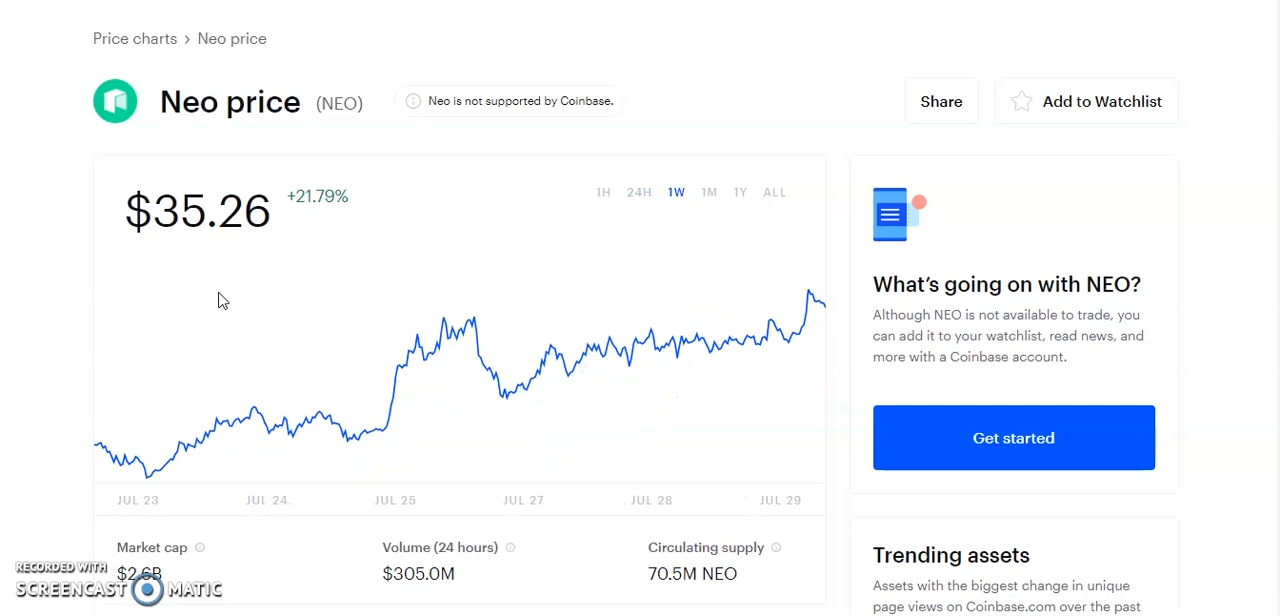 Price charts › Neo price
Neo price (NEO)
Neo is not supported by Coinbase.
Share
Add to Watchlist
$35.26 +21.79%
1H 24H 1W 1M 1Y ALL
JUL 23 JUL 24 JUL 25 JUL 27 JUL 28 JUL 29
Market cap
$2.6B
Volume (24 hours)
$305.0M
Circulating supply
70.5M NEO
What's going on with NEO?
Although NEO is not available to trade, you
can add it to your watchlist, read news, and
more with a Coinbase account.
Get started
Trending assets
Assets with the biggest change in unique
page views on Coinbase.com over the past
RECORDED WITH
SCREENCAST MATIC